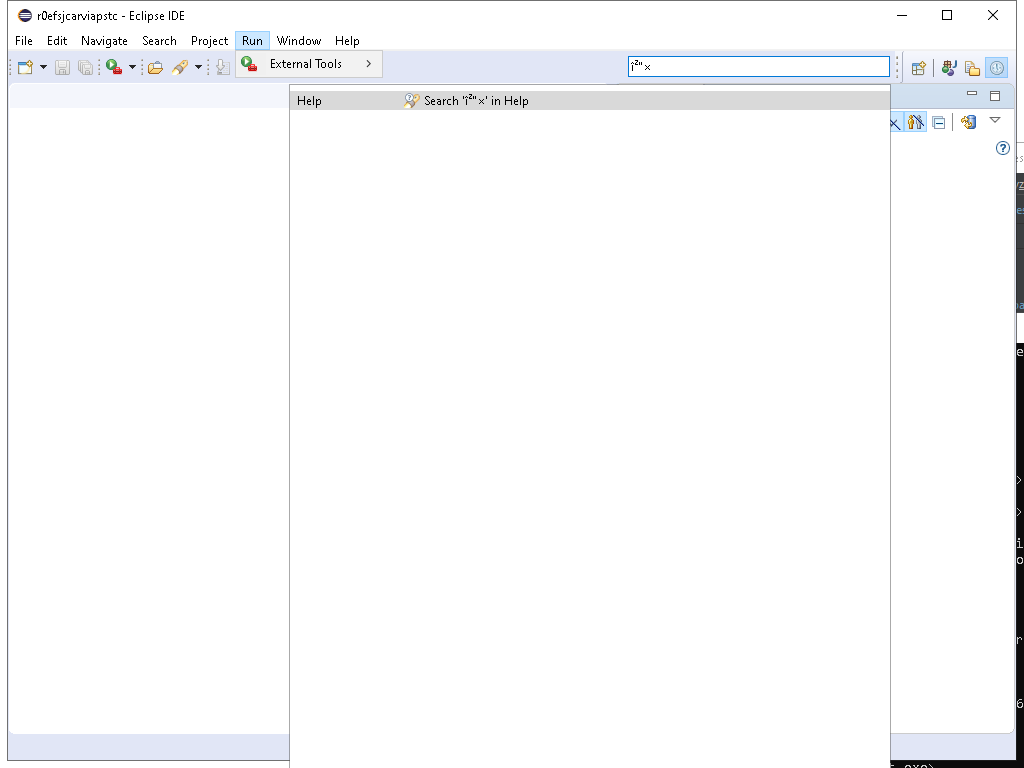 r0efsjcarviapstc - Eclipse IDE
File Edit Navigate Search Project Run Window Help
External Tools
î²"×
Help Search 'î²"×' in Help